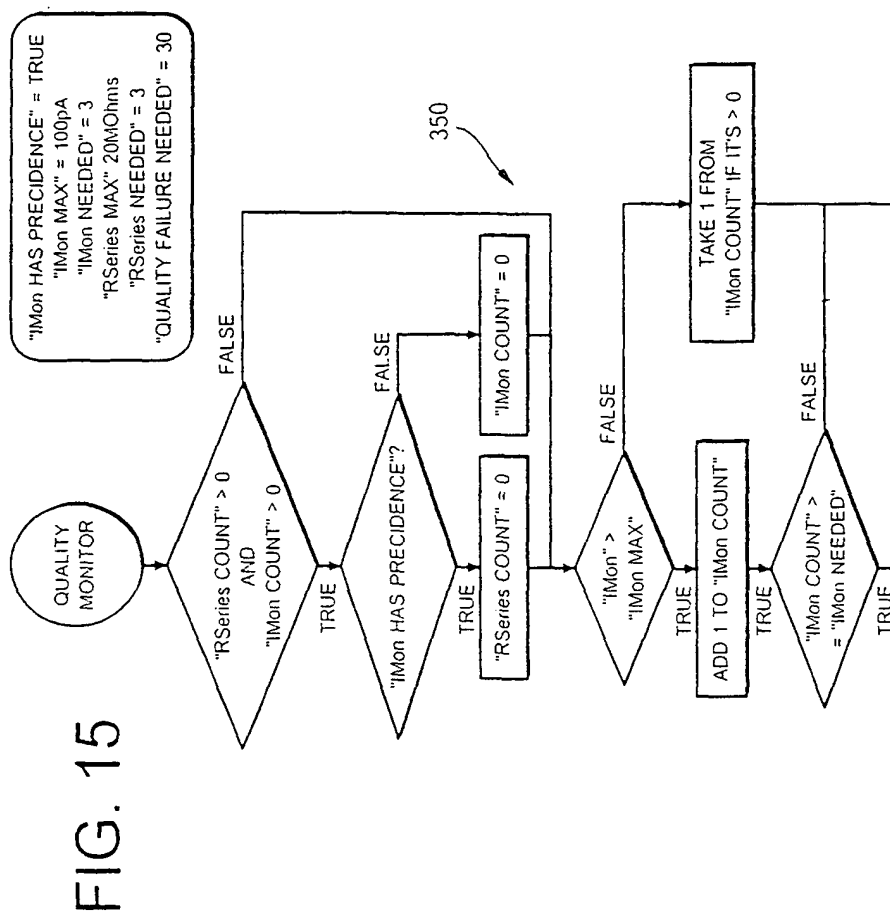 FIG. 15
"IMon HAS PRECIDENCE" = TRUE
"IMon MAX" = 100pA
"IMon NEEDED" = 3
"RSeries MAX" 20MOhms
"RSeries NEEDED" = 3
"QUALITY FAILURE NEEDED" = 30
QUALITY
MONITOR
"RSeries COUNT" > 0
AND
"IMon COUNT" > 0
FALSE
TRUE
"IMon HAS PRECIDENCE"?
FALSE
TRUE
"RSeries COUNT" = 0
"IMon COUNT" = 0
350
"IMon" >
"IMon MAX"
FALSE
TRUE
ADD 1 TO "IMon COUNT"
TAKE 1 FROM
"IMon COUNT" IF IT'S > 0
TRUE
"IMon COUNT" >
= "IMon NEEDED"
FALSE
TRUE